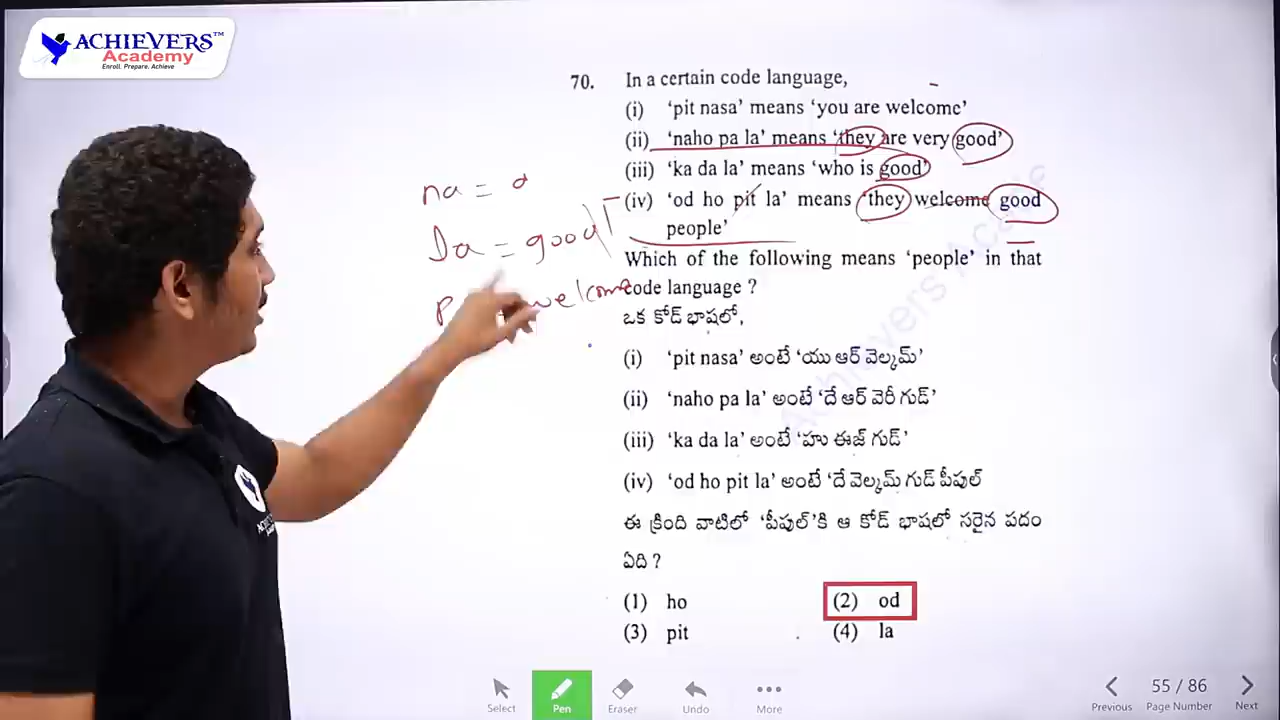 ACHIEVERS™
Academy
Enroll. Prepare. Achieve
70. In a certain code language,
(i) 'pit nasa' means 'you are welcome'
(ii) 'naho pa la' means 'they are very good'
(iii) 'ka da la' means 'who is good'
(iv) 'od ho pit la' means 'they welcome good
people'
Which of the following means 'people' in that
code language ?
ఒక కోడ్ భాషలో,
(i) 'pit nasa' అంటే 'యు ఆర్ వెల్కమ్'
(ii) 'naho pa la' అంటే 'దే ఆర్ వెరీ గుడ్'
(iii) 'ka da la' అంటే 'హు ఈజ్ గుడ్'
(iv) 'od ho pit la' అంటే 'దే వెల్కమ్ గుడ్ పీపుల్
ఈ క్రింది వాటిలో 'పీపుల్'కి ఆ కోడ్ భాషలో సరైన పదం
ఏది ?
(1) ho (2) od
(3) pit (4) la
na = a
la = good
welcome
Achievers Acade
Select Pen Eraser Undo More
Previous 55 / 86 Page Number Next